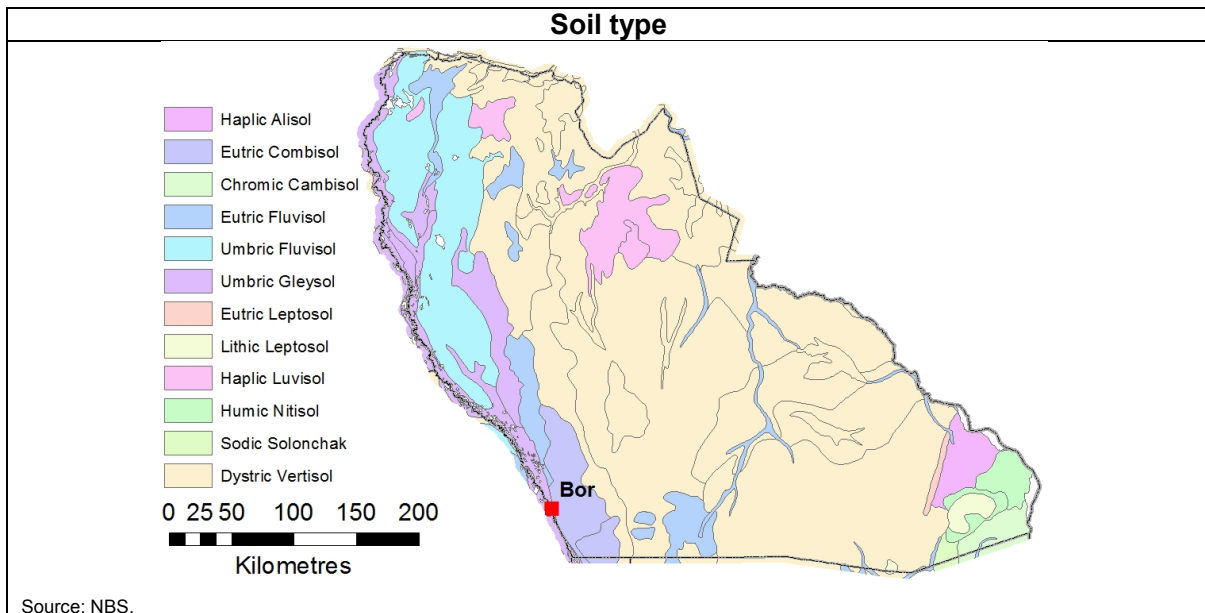 Soil type
Haplic Alisol
Eutric Combisol
Chromic Cambisol
Eutric Fluvisol
Umbric Fluvisol
Umbric Gleysol
Eutric Leptosol
Lithic Leptosol
Haplic Luvisol
Humic Nitisol
Sodic Solonchak
Dystric Vertisol
Bor
0 25 50 100 150 200
Kilometres
Source: NBS.